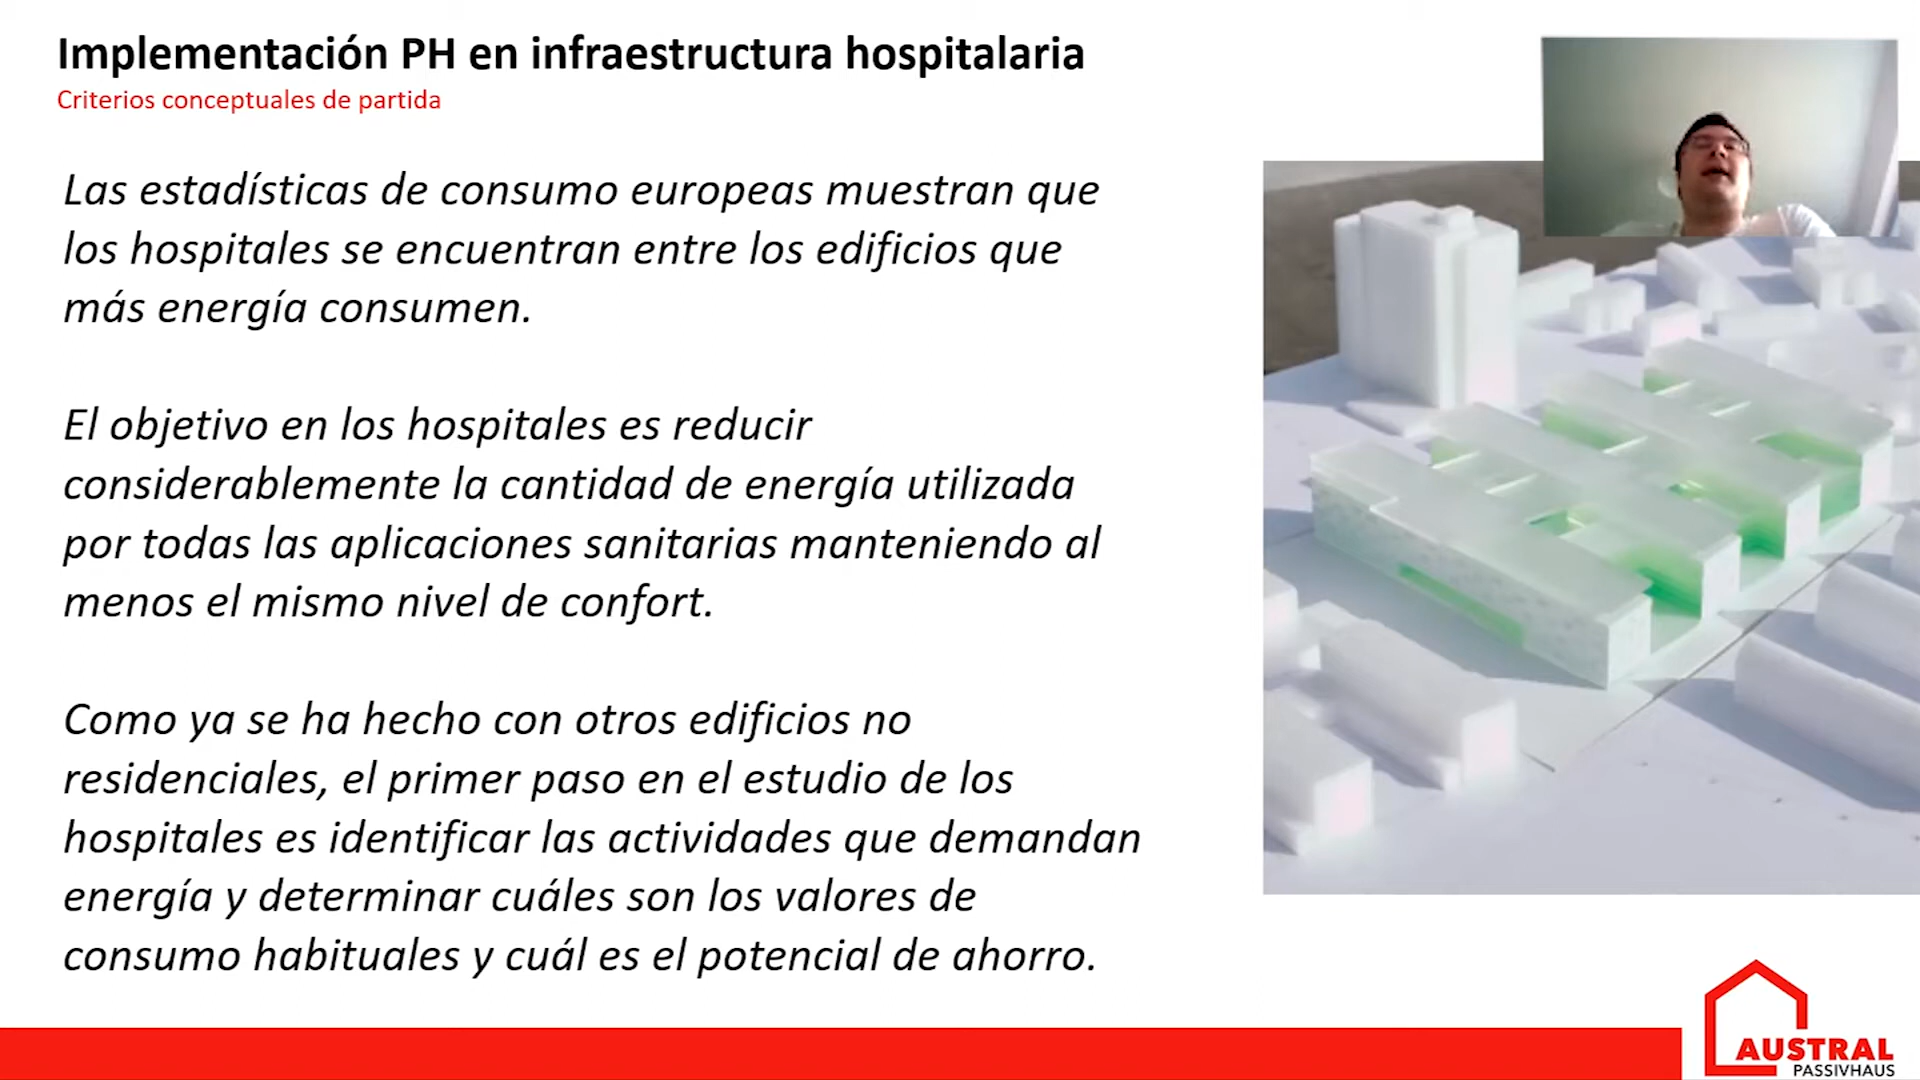 Implementación PH en infraestructura hospitalaria
Criterios conceptuales de partida
Las estadísticas de consumo europeas muestran que
los hospitales se encuentran entre los edificios que
más energía consumen.
El objetivo en los hospitales es reducir
considerablemente la cantidad de energía utilizada
por todas las aplicaciones sanitarias manteniendo al
menos el mismo nivel de confort.
Como ya se ha hecho con otros edificios no
residenciales, el primer paso en el estudio de los
hospitales es identificar las actividades que demandan
energía y determinar cuáles son los valores de
consumo habituales y cuál es el potencial de ahorro.
AUSTRAL
PASSIVHAUS